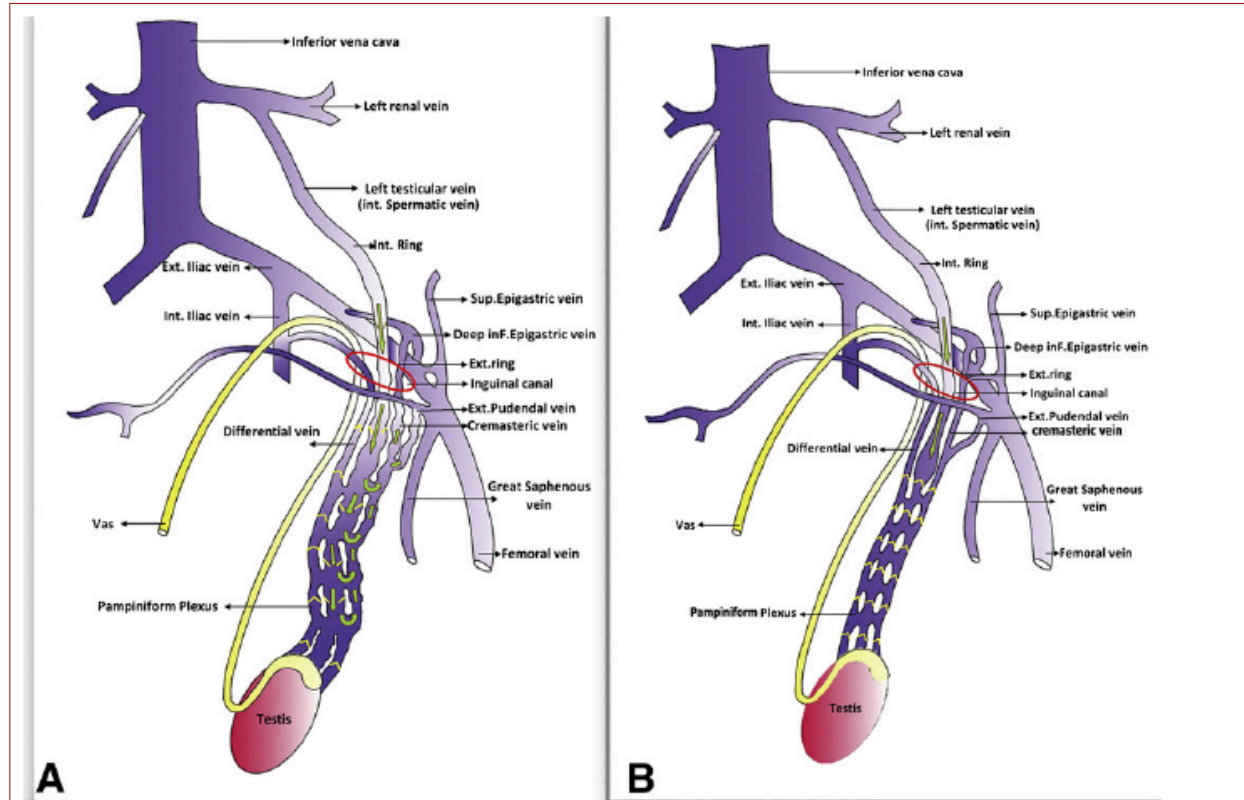 Inferior vena cava
Left renal vein
Left testicular vein
(int. Spermatic vein)
Int. Ring
Ext. Iliac vein
Sup.Epigastric vein
Int. Iliac vein
Deep inF.Epigastric vein
Ext.ring
Inguinal canal
Ext.Pudendal vein
Cremasteric vein
Differential vein
Great Saphenous
vein
Vas
Femoral vein
Pampiniform Plexus
Testis
A
Inferior vena cava
Left renal vein
Left testicular vein
(int. Spermatic vein)
Int. Ring
Ext. Iliac vein
Sup.Epigastric vein
Int. Iliac vein
Deep inF.Epigastric vein
Ext.ring
Inguinal canal
Ext.Pudendal vein
cremasteric vein
Differential vein
Great Saphenous
vein
Vas
Femoral vein
Pampiniform Plexus
Testis
B